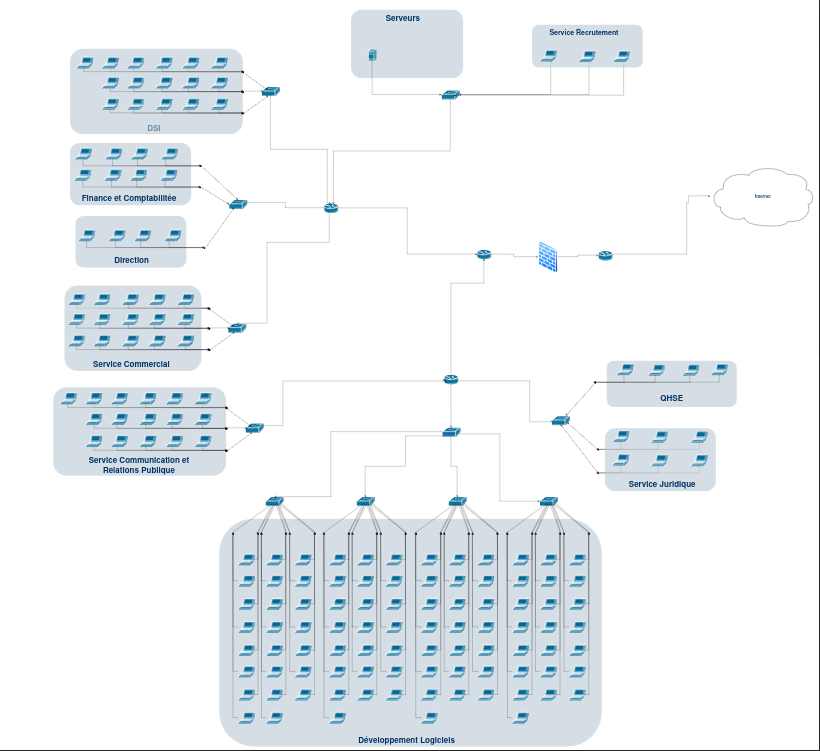 Serveurs
Service Recrutement
DSI
Finance et Comptabilitée
Direction
Internet
Service Commercial
QHSE
Service Communication et
Relations Publique
Service Juridique
Développement Logiciels